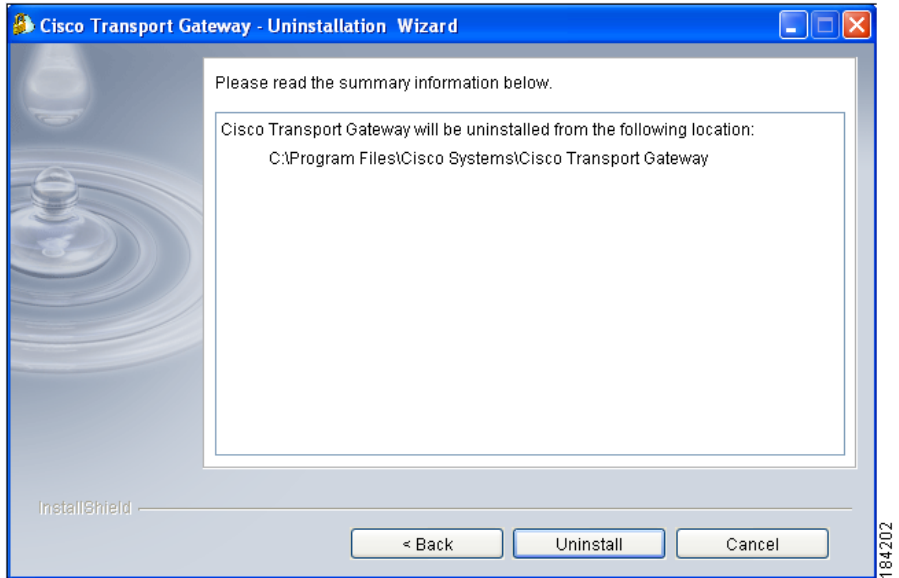 Cisco Transport Gateway - Uninstallation Wizard
Please read the summary information below.
Cisco Transport Gateway will be uninstalled from the following location:
C:\Program Files\Cisco Systems\Cisco Transport Gateway
InstallShield
< Back
Uninstall
Cancel
184202